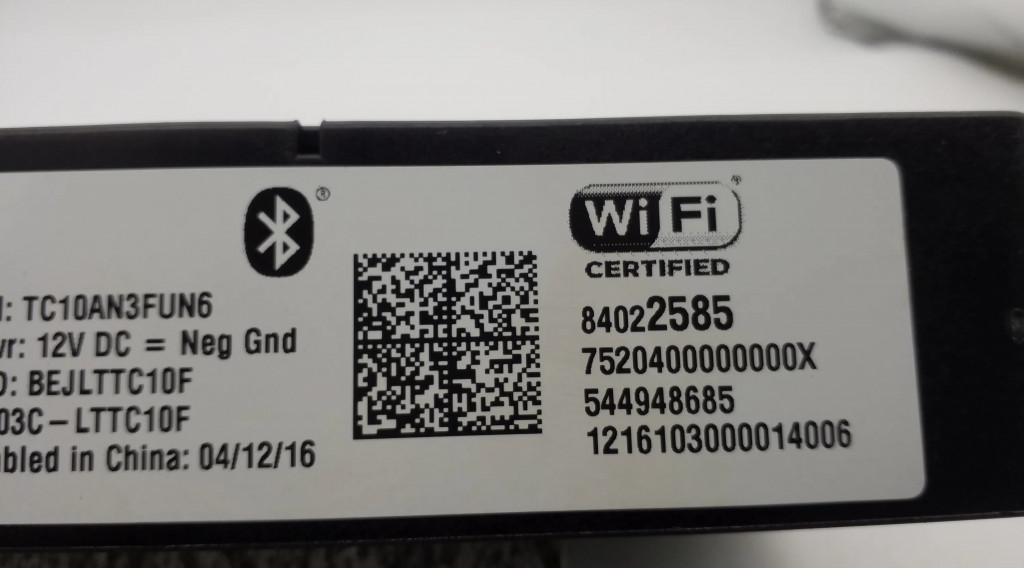 ®
WiFi
CERTIFIED
: TC10AN3FUN6
r: 12V DC = Neg Gnd
: BEJLTTC10F
03C-LTTC10F
bled in China: 04/12/16
84022585
7520400000000X
544948685
1216103000014006